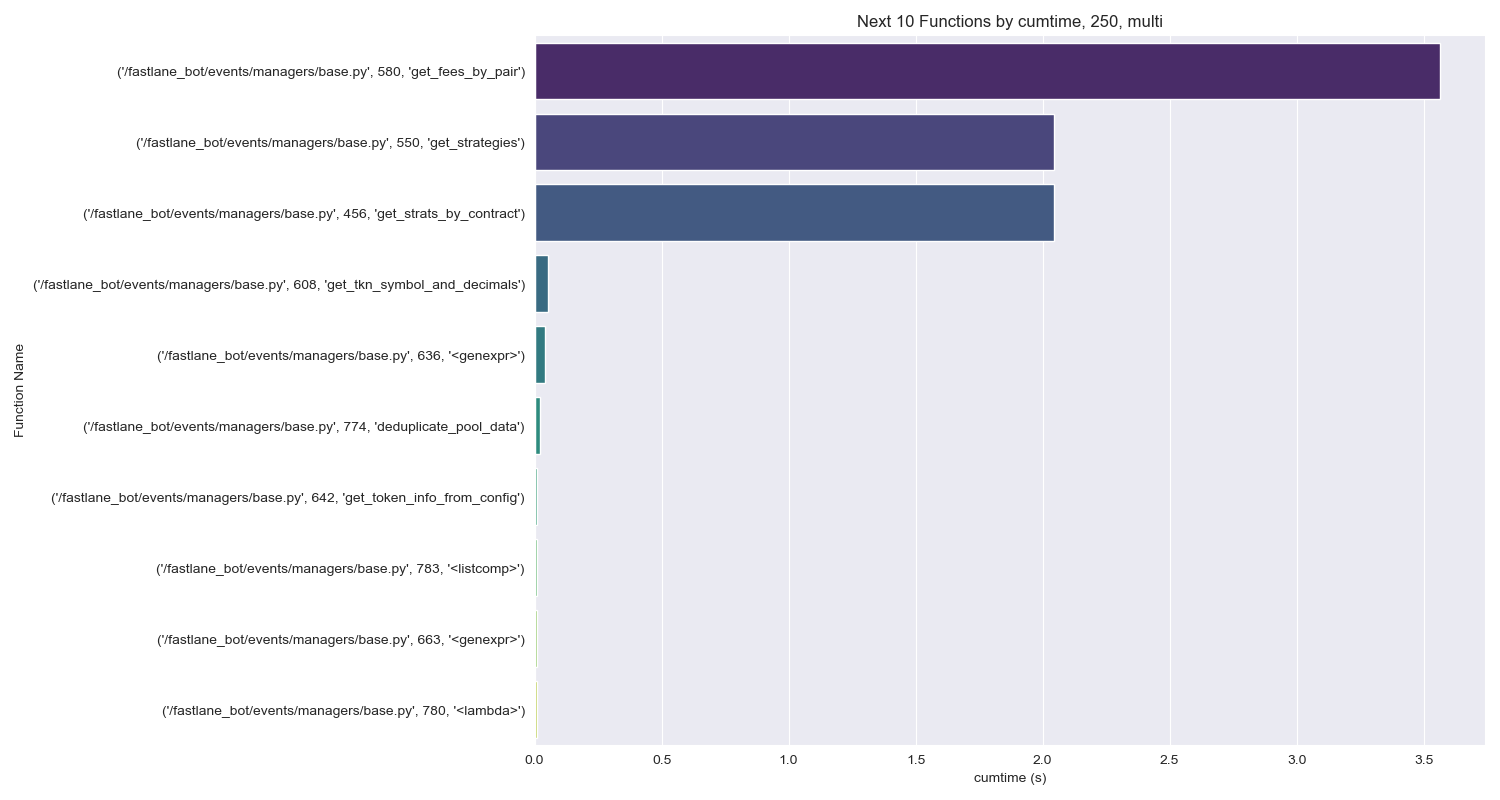 Next 10 Functions by cumtime, 250, multi
Function Name
('/fastlane_bot/events/managers/base.py', 580, 'get_fees_by_pair')
('/fastlane_bot/events/managers/base.py', 550, 'get_strategies')
('/fastlane_bot/events/managers/base.py', 456, 'get_strats_by_contract')
('/fastlane_bot/events/managers/base.py', 608, 'get_tkn_symbol_and_decimals')
('/fastlane_bot/events/managers/base.py', 636, '<genexpr>')
('/fastlane_bot/events/managers/base.py', 774, 'deduplicate_pool_data')
('/fastlane_bot/events/managers/base.py', 642, 'get_token_info_from_config')
('/fastlane_bot/events/managers/base.py', 783, '<listcomp>')
('/fastlane_bot/events/managers/base.py', 663, '<genexpr>')
('/fastlane_bot/events/managers/base.py', 780, '<lambda>')
0.0 0.5 1.0 1.5 2.0 2.5 3.0 3.5
cumtime (s)